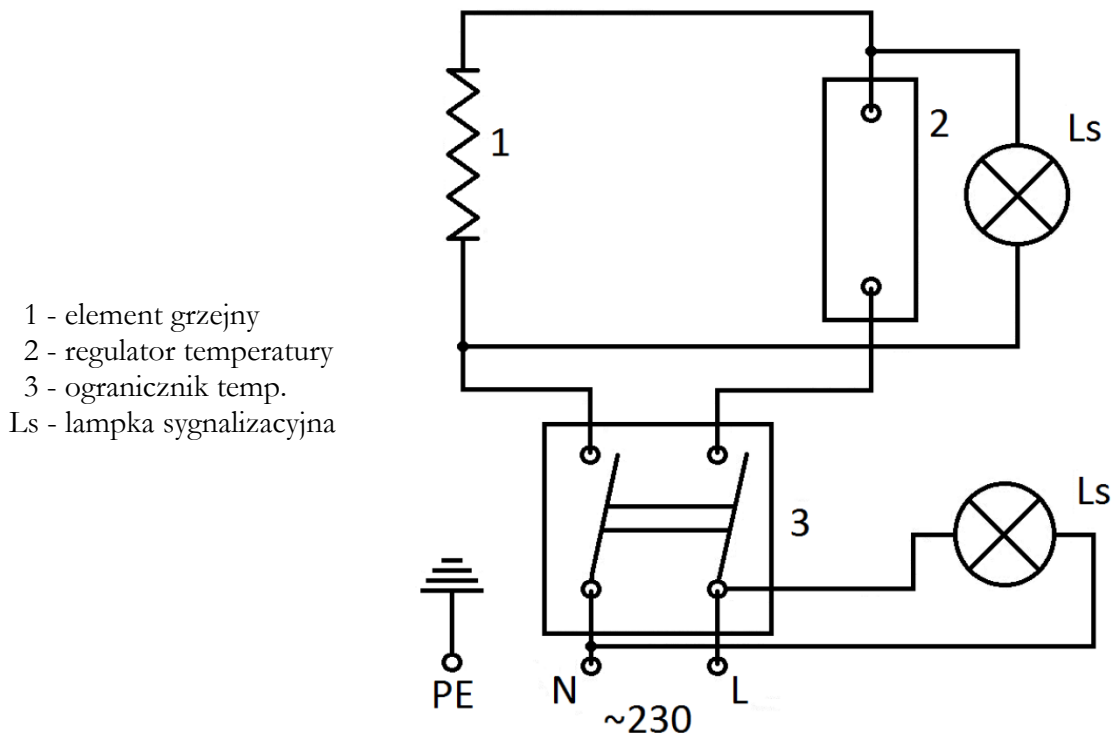 1 - element grzejny
2 - regulator temperatury
3 - ogranicznik temp.
Ls - lampka sygnalizacyjna
1
2
Ls
3
Ls
PE
N
L
~230